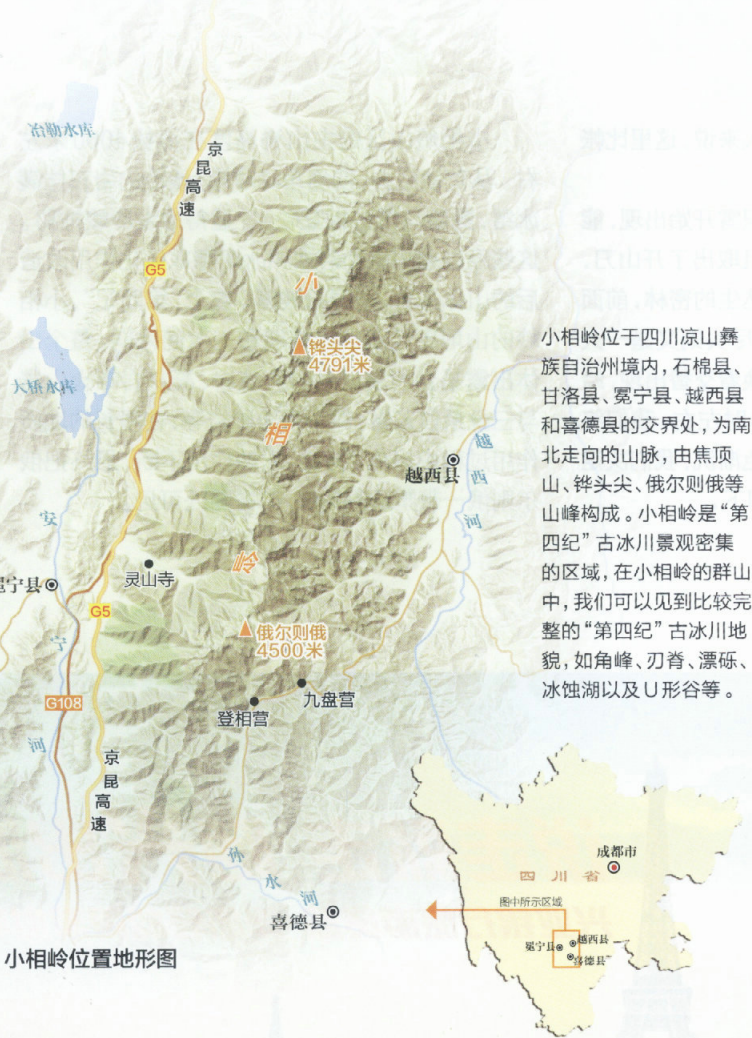 冶勒水库
京昆高速
G5
小
铧头尖
4791米
大桥水库
相
越西县
越西河
安
灵山寺
宁县
岭
G5
宁
俄尔则俄
4500米
九盘营
登相营
G108
河
京昆高速
孙水河
喜德县
小相岭位置地形图
小相岭位于四川凉山彝
族自治州境内，石棉县、
甘洛县、冕宁县、越西县
和喜德县的交界处，为南
北走向的山脉，由焦顶
山、铧头尖、俄尔则俄等
山峰构成。小相岭是“第
四纪”古冰川景观密集
的区域，在小相岭的群山
中，我们可以见到比较完
整的“第四纪”古冰川地
貌，如角峰、刃脊、漂砾、
冰蚀湖以及U形谷等。
成都市
四川省
图中所示区域
冕宁县
越西县
喜德县